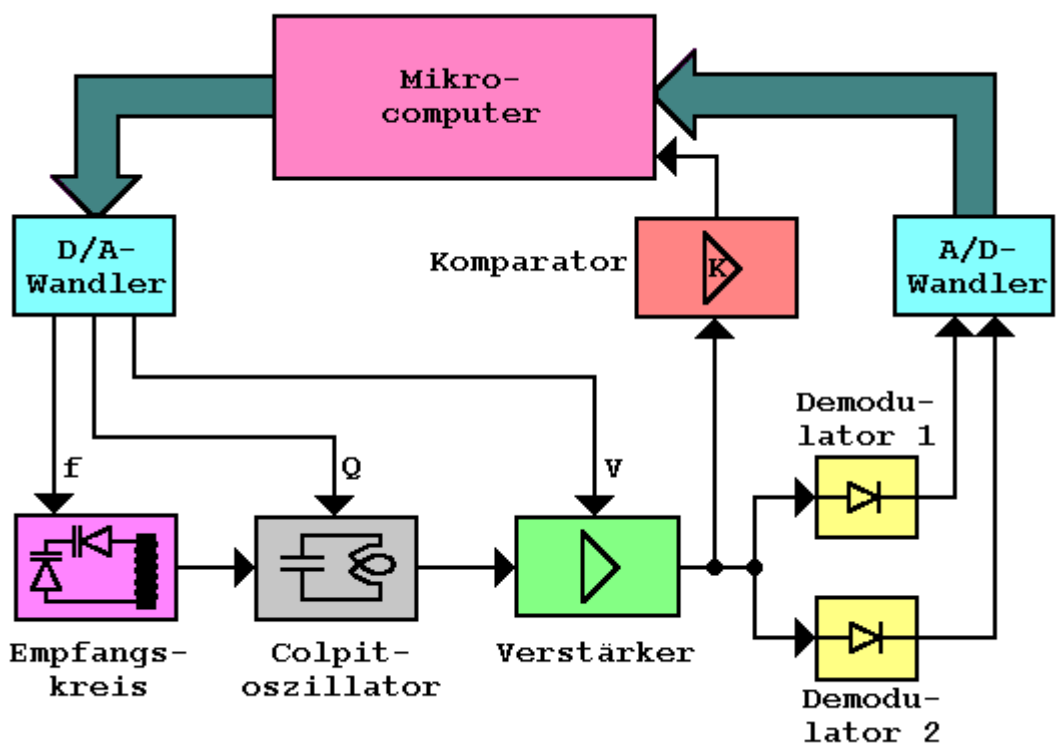 Mikro-
computer
D/A-
Wandler
Komparator
K
A/D-
Wandler
Demodu-
lator 1
f
Q
V
Empfangs-
kreis
Colpit-
oszillator
Verstärker
Demodu-
lator 2